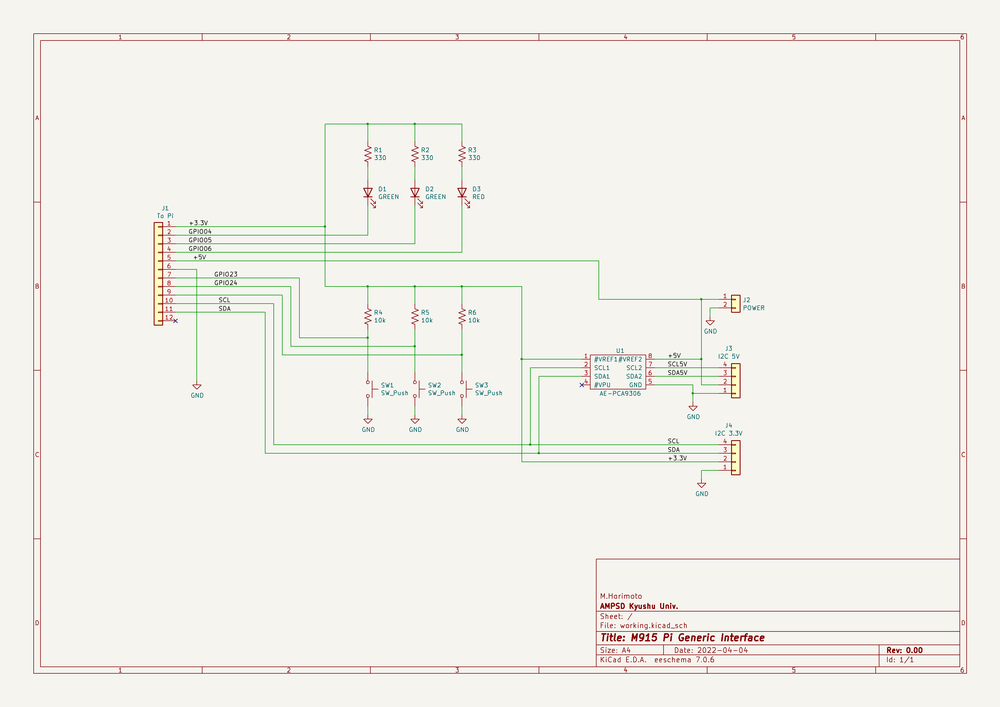 1 2 3 4 5 6
A A
R1 R2 R3
330 330 330
D1 D2 D3
GREEN GREEN RED
J1
To Pi
1 +3.3V
2 GPIO04
3 GPIO05
4 GPIO06
5 +5V
6
7 GPIO23
8 GPIO24
9
10 SCL
11 SDA
12
B B
R4 R5 R6
10k 10k 10k
1 J2
2 POWER
GND
U1
1 #VREF1 #VREF2 8 +5V
2 SCL1 SCL2 7 SCL5V
3 SDA1 SDA2 6 SDA5V
4 #VPU GND 5
AE-PCA9306
J3
I2C 5V
4
3
2
1
GND
SW1 SW2 SW3
SW_Push SW_Push SW_Push
GND
GND GND GND
J4
I2C 3.3V
SCL 4
SDA 3
+3.3V 2
1
GND
C C
D D
M.Horimoto
AMPSD Kyushu Univ.
Sheet: /
File: working.kicad_sch
Title: M915 Pi Generic Interface
Size: A4 Date: 2022-04-04 Rev: 0.00
KiCad E.D.A. eeschema 7.0.6 Id: 1/1
1 2 3 4 5 6